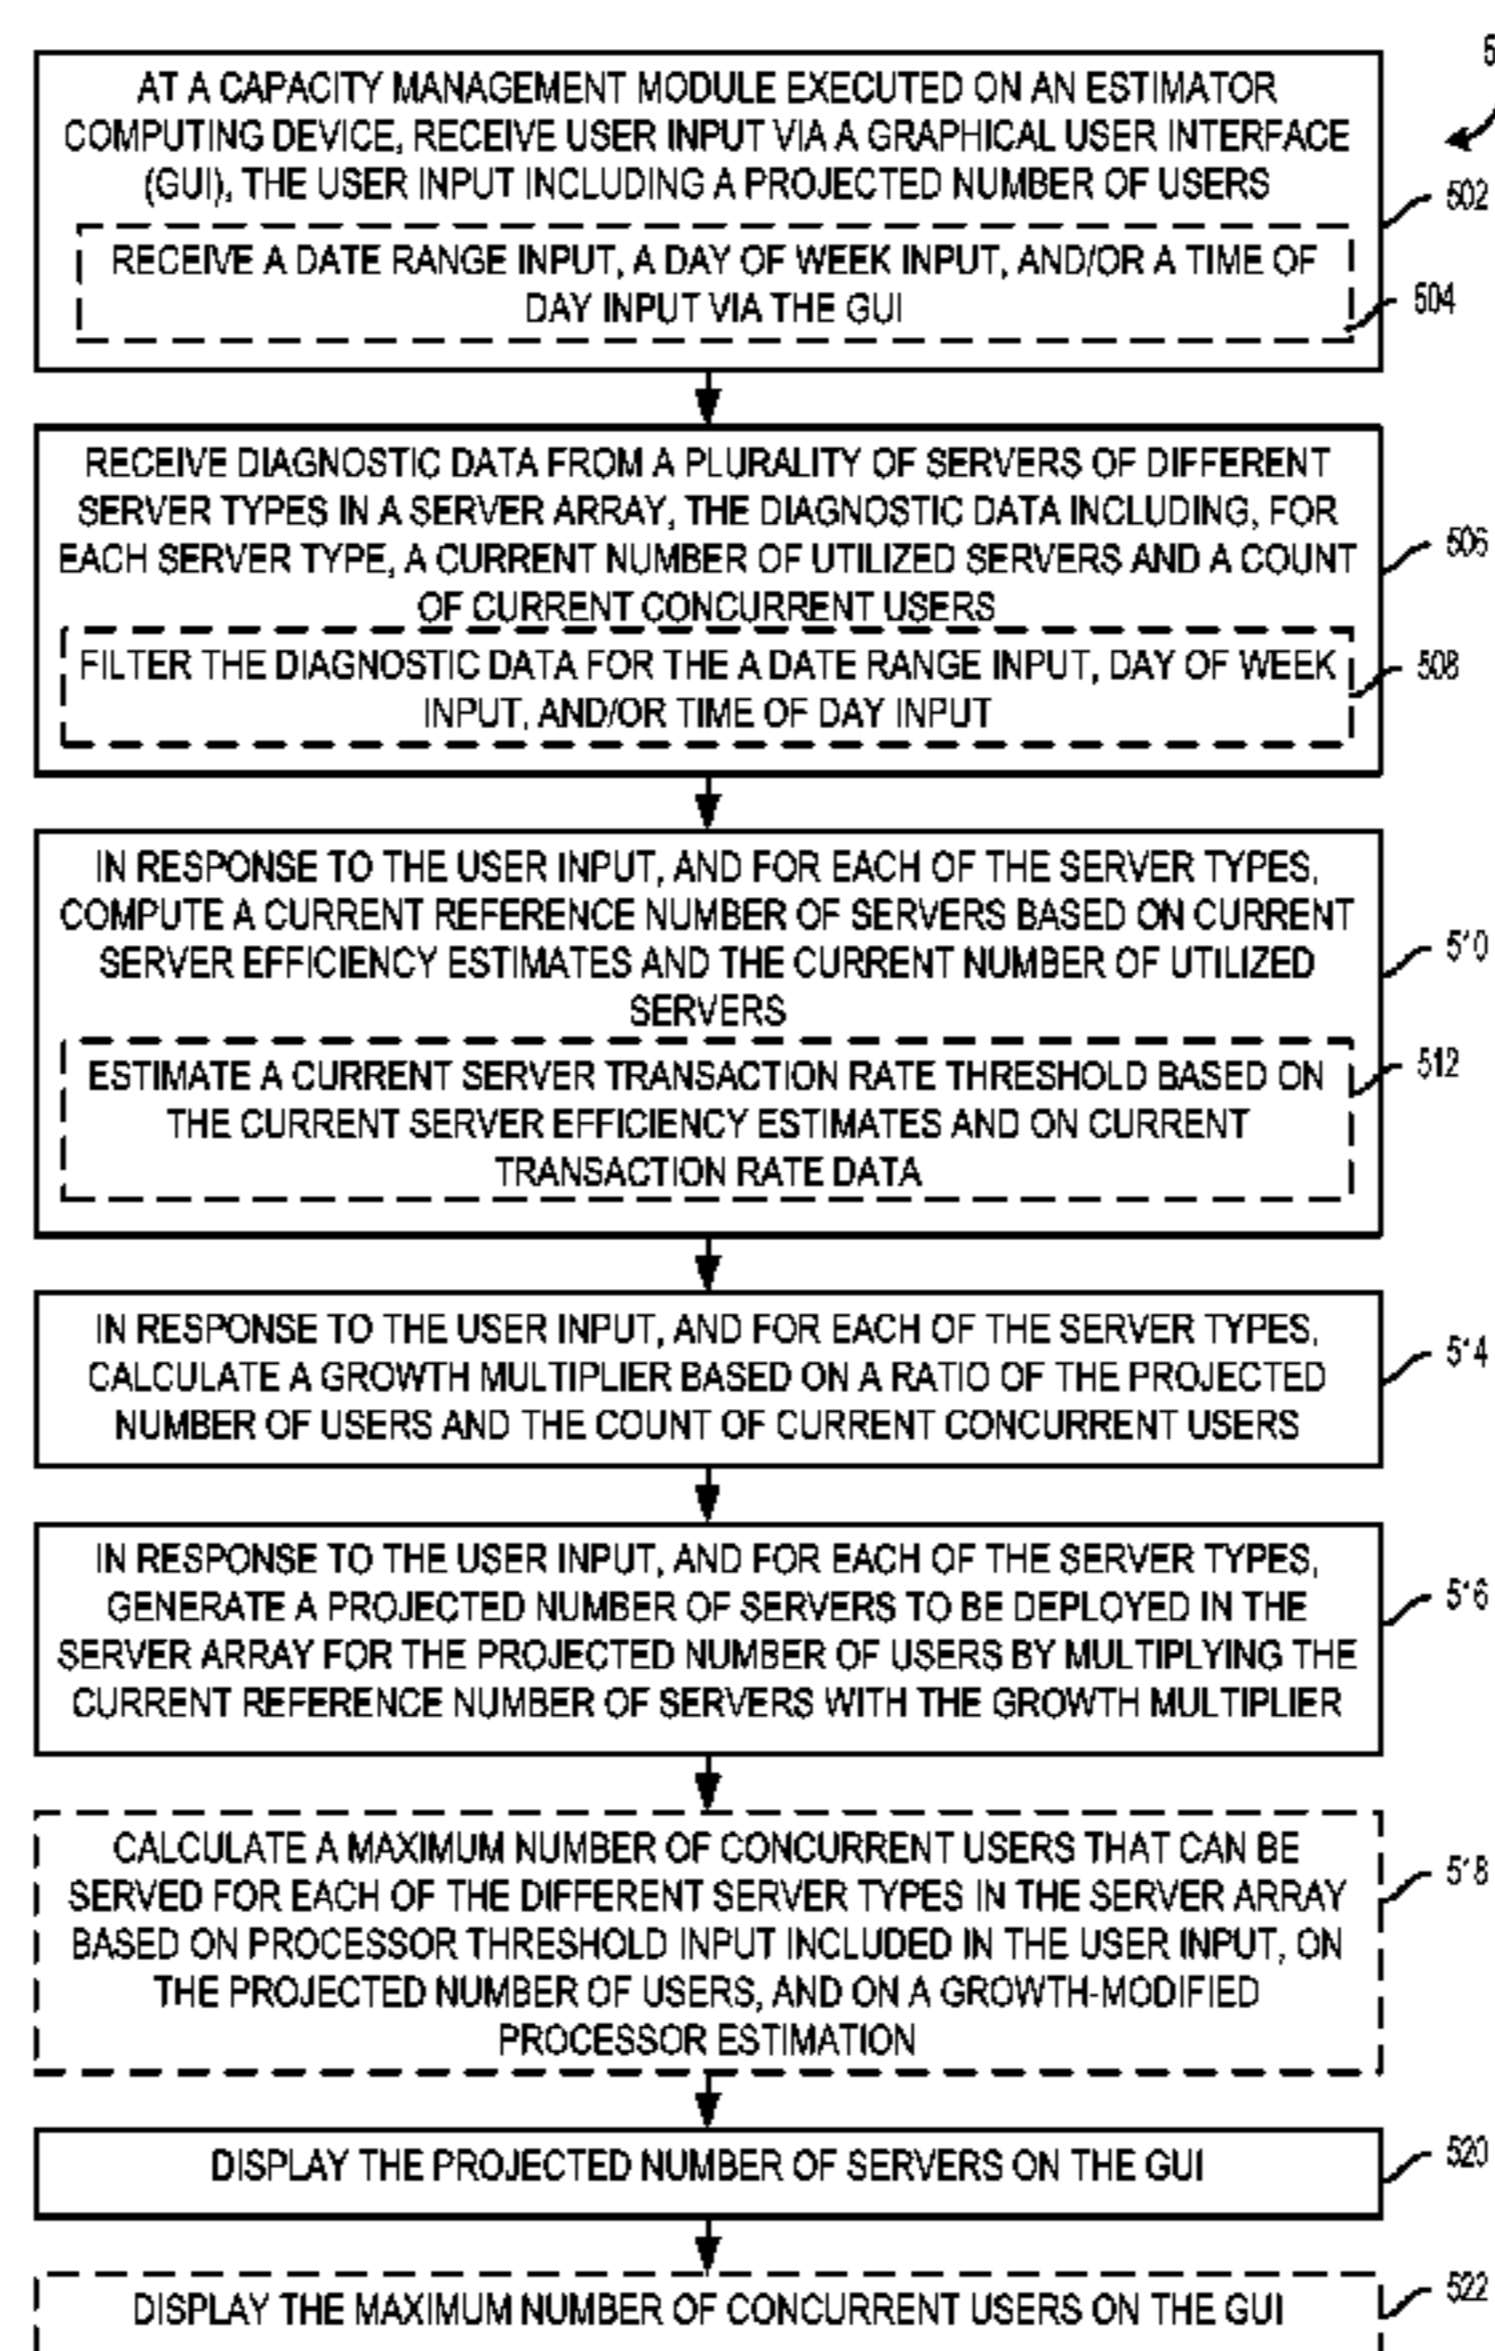 5
AT A CAPACITY MANAGEMENT MODULE EXECUTED ON AN ESTIMATOR
COMPUTING DEVICE, RECEIVE USER INPUT VIA A GRAPHICAL USER INTERFACE
(GUI), THE USER INPUT INCLUDING A PROJECTED NUMBER OF USERS
502
RECEIVE A DATE RANGE INPUT, A DAY OF WEEK INPUT, AND/OR A TIME OF
DAY INPUT VIA THE GUI
504
RECEIVE DIAGNOSTIC DATA FROM A PLURALITY OF SERVERS OF DIFFERENT
SERVER TYPES IN A SERVER ARRAY, THE DIAGNOSTIC DATA INCLUDING, FOR
EACH SERVER TYPE, A CURRENT NUMBER OF UTILIZED SERVERS AND A COUNT
OF CURRENT CONCURRENT USERS
506
FILTER THE DIAGNOSTIC DATA FOR THE A DATE RANGE INPUT, DAY OF WEEK
INPUT, AND/OR TIME OF DAY INPUT
508
IN RESPONSE TO THE USER INPUT, AND FOR EACH OF THE SERVER TYPES,
COMPUTE A CURRENT REFERENCE NUMBER OF SERVERS BASED ON CURRENT
SERVER EFFICIENCY ESTIMATES AND THE CURRENT NUMBER OF UTILIZED
SERVERS
510
ESTIMATE A CURRENT SERVER TRANSACTION RATE THRESHOLD BASED ON
THE CURRENT SERVER EFFICIENCY ESTIMATES AND ON CURRENT
TRANSACTION RATE DATA
512
IN RESPONSE TO THE USER INPUT, AND FOR EACH OF THE SERVER TYPES,
CALCULATE A GROWTH MULTIPLIER BASED ON A RATIO OF THE PROJECTED
NUMBER OF USERS AND THE COUNT OF CURRENT CONCURRENT USERS
514
IN RESPONSE TO THE USER INPUT, AND FOR EACH OF THE SERVER TYPES,
GENERATE A PROJECTED NUMBER OF SERVERS TO BE DEPLOYED IN THE
SERVER ARRAY FOR THE PROJECTED NUMBER OF USERS BY MULTIPLYING THE
CURRENT REFERENCE NUMBER OF SERVERS WITH THE GROWTH MULTIPLIER
516
CALCULATE A MAXIMUM NUMBER OF CONCURRENT USERS THAT CAN BE
SERVED FOR EACH OF THE DIFFERENT SERVER TYPES IN THE SERVER ARRAY
BASED ON PROCESSOR THRESHOLD INPUT INCLUDED IN THE USER INPUT, ON
THE PROJECTED NUMBER OF USERS, AND ON A GROWTH-MODIFIED
PROCESSOR ESTIMATION
518
DISPLAY THE PROJECTED NUMBER OF SERVERS ON THE GUI
520
DISPLAY THE MAXIMUM NUMBER OF CONCURRENT USERS ON THE GUI
522